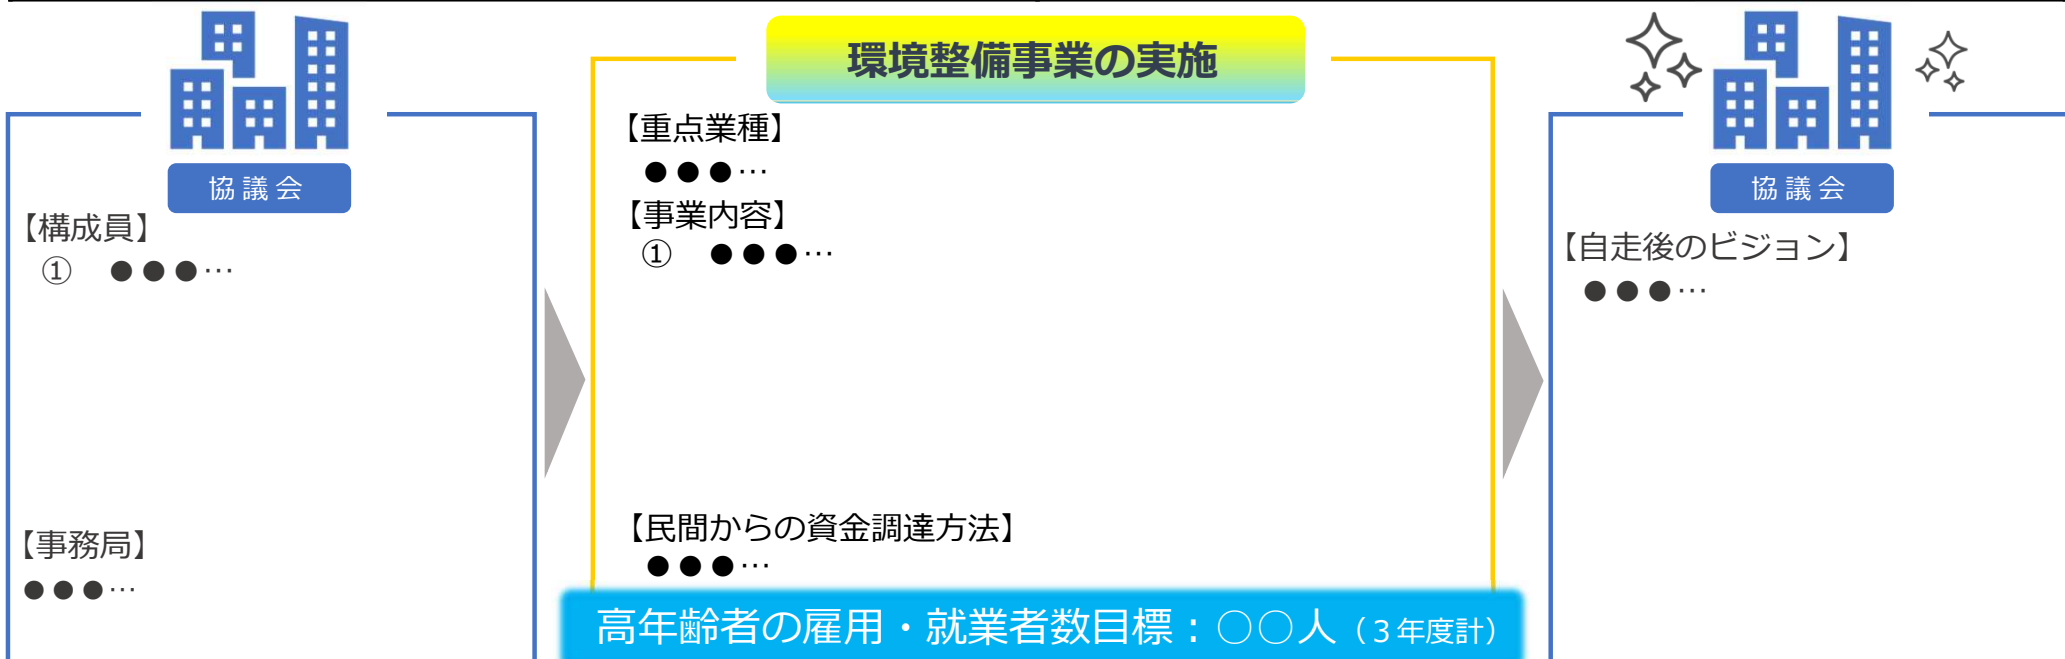 協議会
【構成員】
① ●●●…
【事務局】
●●●…
環境整備事業の実施
【重点業種】
●●●…
【事業内容】
① ●●●…
【民間からの資金調達方法】
●●●…
高年齢者の雇用・就業者数目標：○○人（３年度計）
協議会
【自走後のビジョン】
●●●…